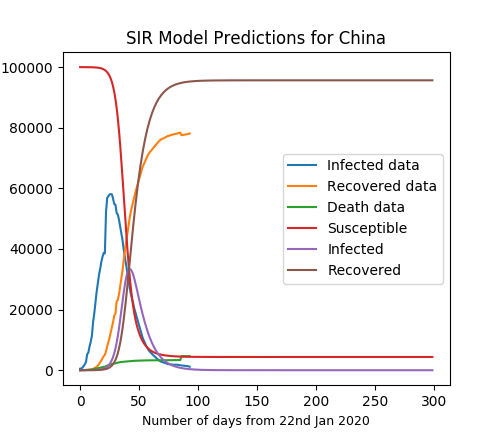 SIR Model Predictions for China
100000
80000
60000
40000
20000
0
Infected data
Recovered data
Death data
Susceptible
Infected
Recovered
0 50 100 150 200 250 300
Number of days from 22nd Jan 2020